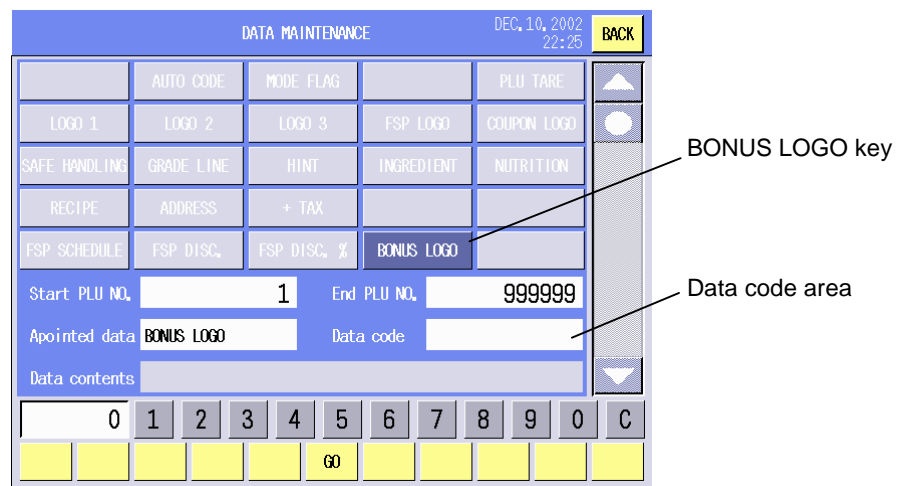 DATA MAINTENANCE
DEC.10.2002
22:25
BACK
AUTO CODE MODE FLAG PLU TARE
LOGO 1 LOGO 2 LOGO 3 FSP LOGO COUPON LOGO
SAFE HANDLING GRADE LINE HINT INGREDIENT NUTRITION
RECIPE ADDRESS + TAX
FSP SCHEDULE FSP DISC. FSP DISC. % BONUS LOGO
Start PLU NO. 1 End PLU NO. 999999
Apointed data BONUS LOGO Data code
Data contents
0 1 2 3 4 5 6 7 8 9 0 C
GO
BONUS LOGO key
Data code area